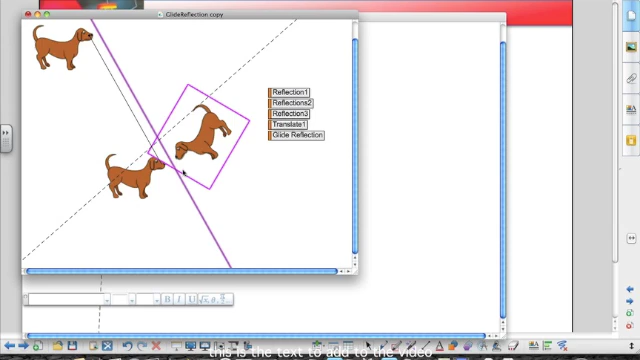 GlideReflection copy
Reflection1
Reflections2
Reflection3
Translate1
Glide Reflection
B I U
this is the text to add to the video